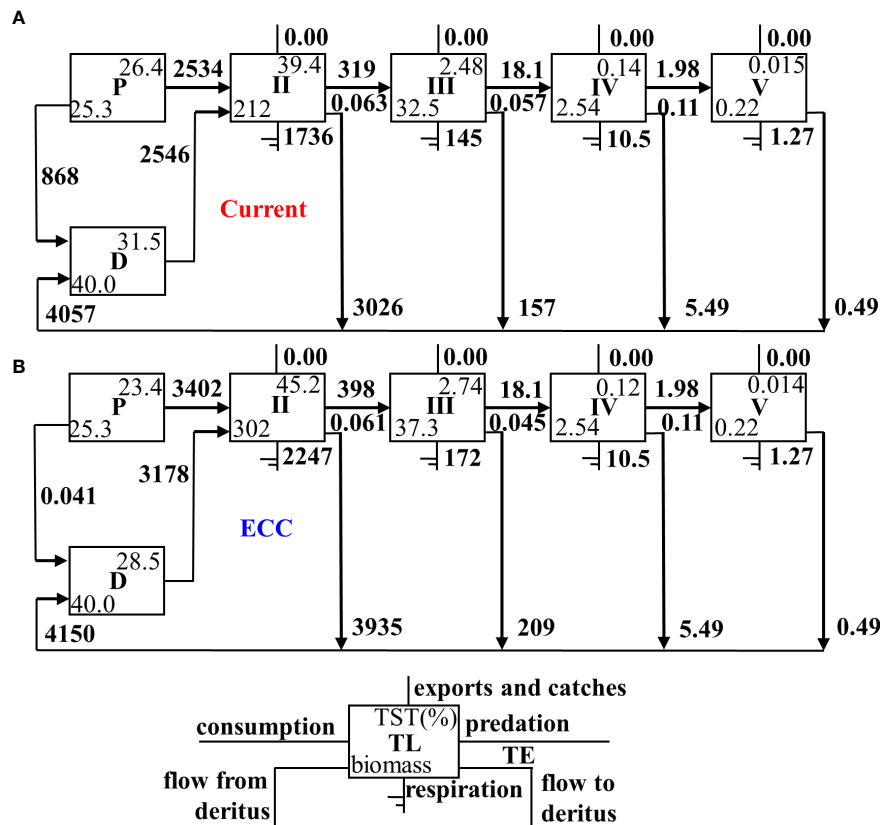 A
0.00 0.00 0.00 0.00
26.4 2534 39.4 319 2.48 18.1 0.14 1.98 0.015
P II III IV V
25.3 212 0.063 32.5 0.057 2.54 0.11 0.22
1736 145 10.5 1.27
2546
868
Current
31.5
D
40.0
4057 3026 157 5.49 0.49
B
0.00 0.00 0.00 0.00
23.4 3402 45.2 398 2.74 18.1 0.12 1.98 0.014
P II III IV V
25.3 302 0.061 37.3 0.045 2.54 0.11 0.22
2247 172 10.5 1.27
3178
0.041
ECC
28.5
D
40.0
4150 3935 209 5.49 0.49
exports and catches
consumption TST(%) predation
TL
biomass TE
flow from deritus
respiration
flow to deritus